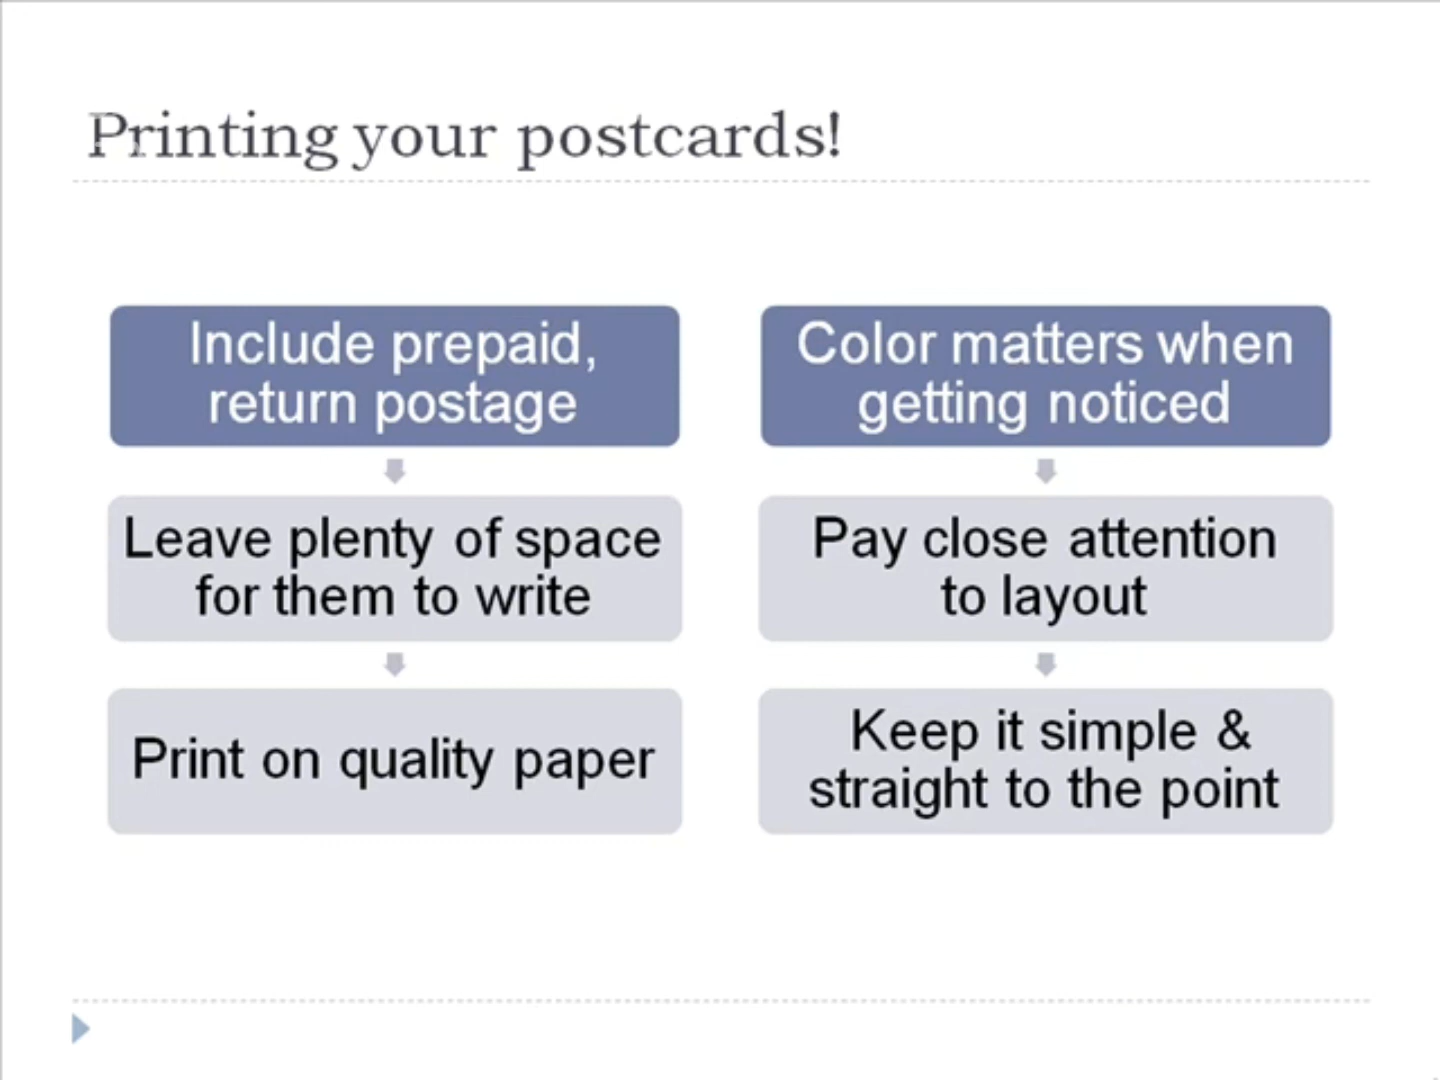 Printing your postcards!
Include prepaid,
return postage
Leave plenty of space
for them to write
Print on quality paper
Color matters when
getting noticed
Pay close attention
to layout
Keep it simple &
straight to the point